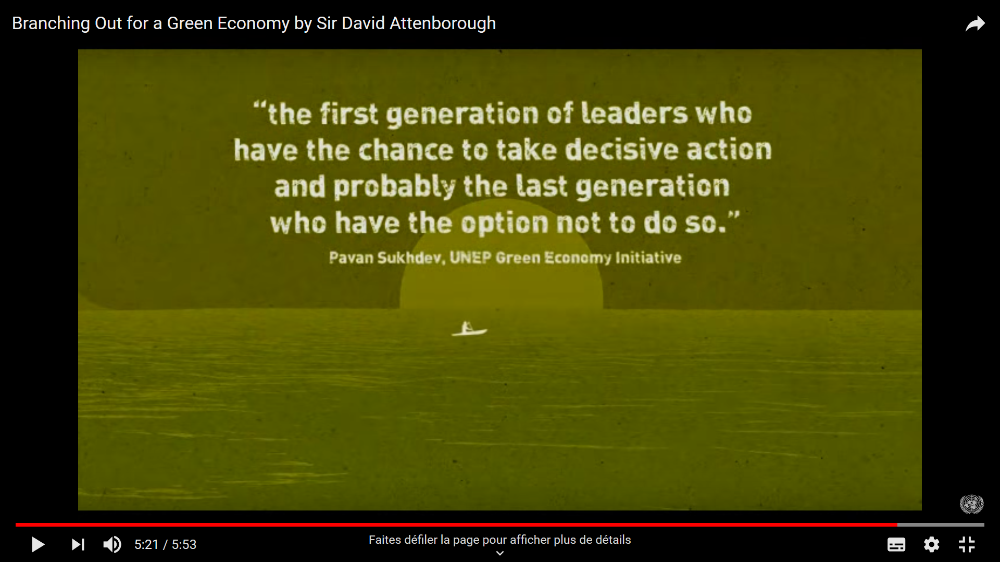 Branching Out for a Green Economy by Sir David Attenborough
“the first generation of leaders who
have the chance to take decisive action
and probably the last generation
who have the option not to do so.”
Pavan Sukhdev, UNEP Green Economy Initiative
5:21 / 5:53
Faites défiler la page pour afficher plus de détails